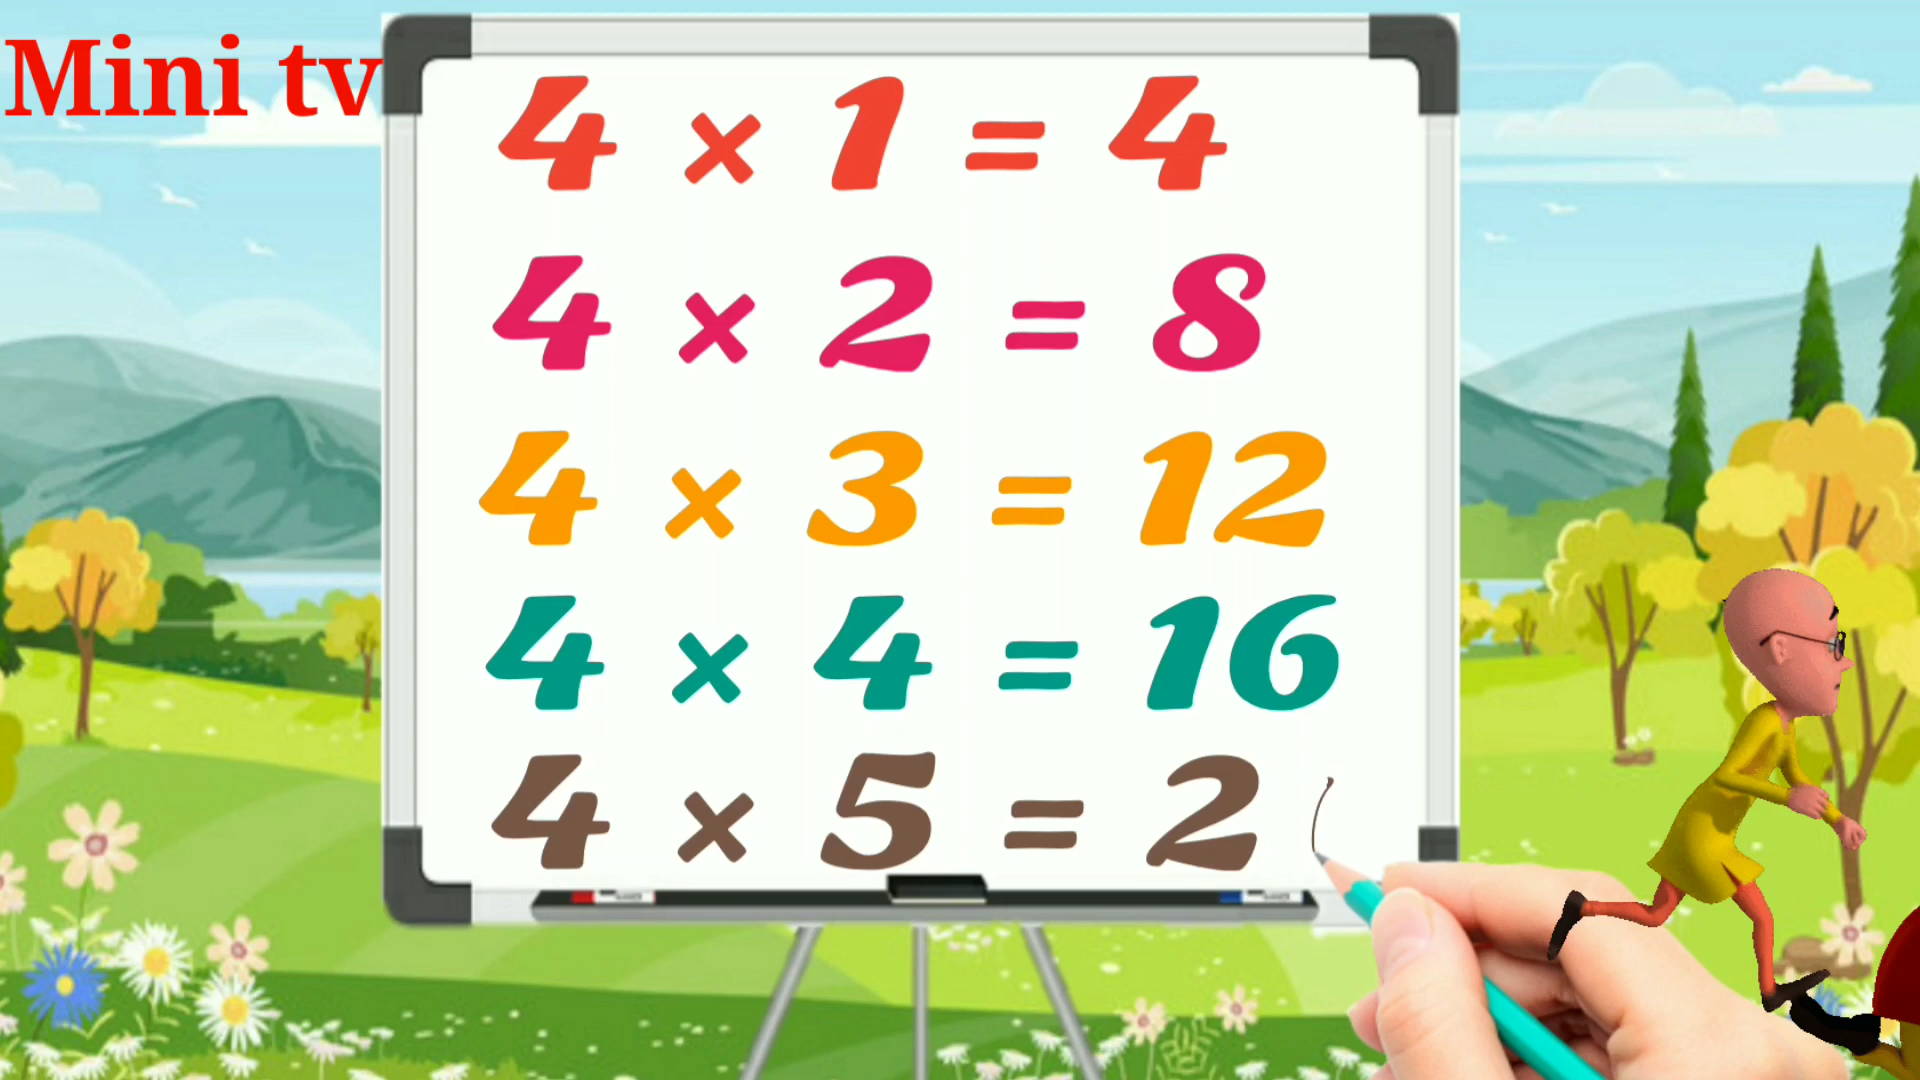 Mini tv
4 × 1 = 4
4 × 2 = 8
4 × 3 = 12
4 × 4 = 16
4 × 5 = 2